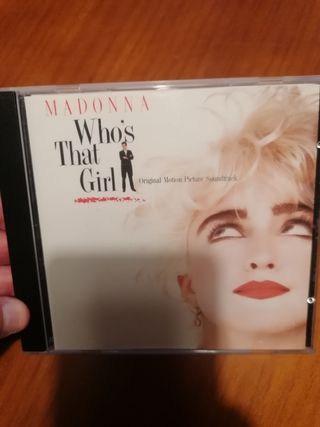 MADONNA
Who's
That
Girl
Original Motion Picture Soundtrack